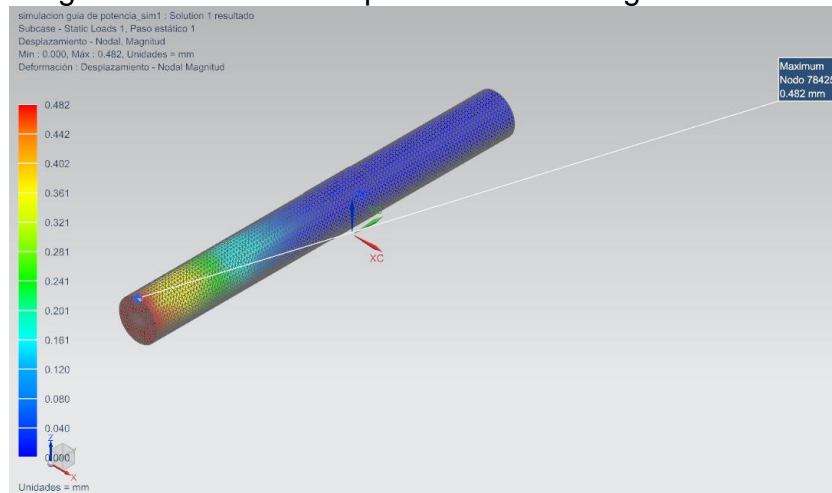 simulacion guia de potencia_sim1 : Solution 1 resultado
Subcase - Static Loads 1, Paso estático 1
Desplazamiento - Nodal, Magnitud
Min : 0.000, Máx : 0.482, Unidades = mm
Deformación : Desplazamiento - Nodal Magnitud
Maximum
Nodo 78425
0.482 mm
0.482
0.442
0.402
0.361
0.321
0.281
0.241
0.201
0.161
0.120
0.080
0.040
0.000
XC
Z
X
Unidades = mm